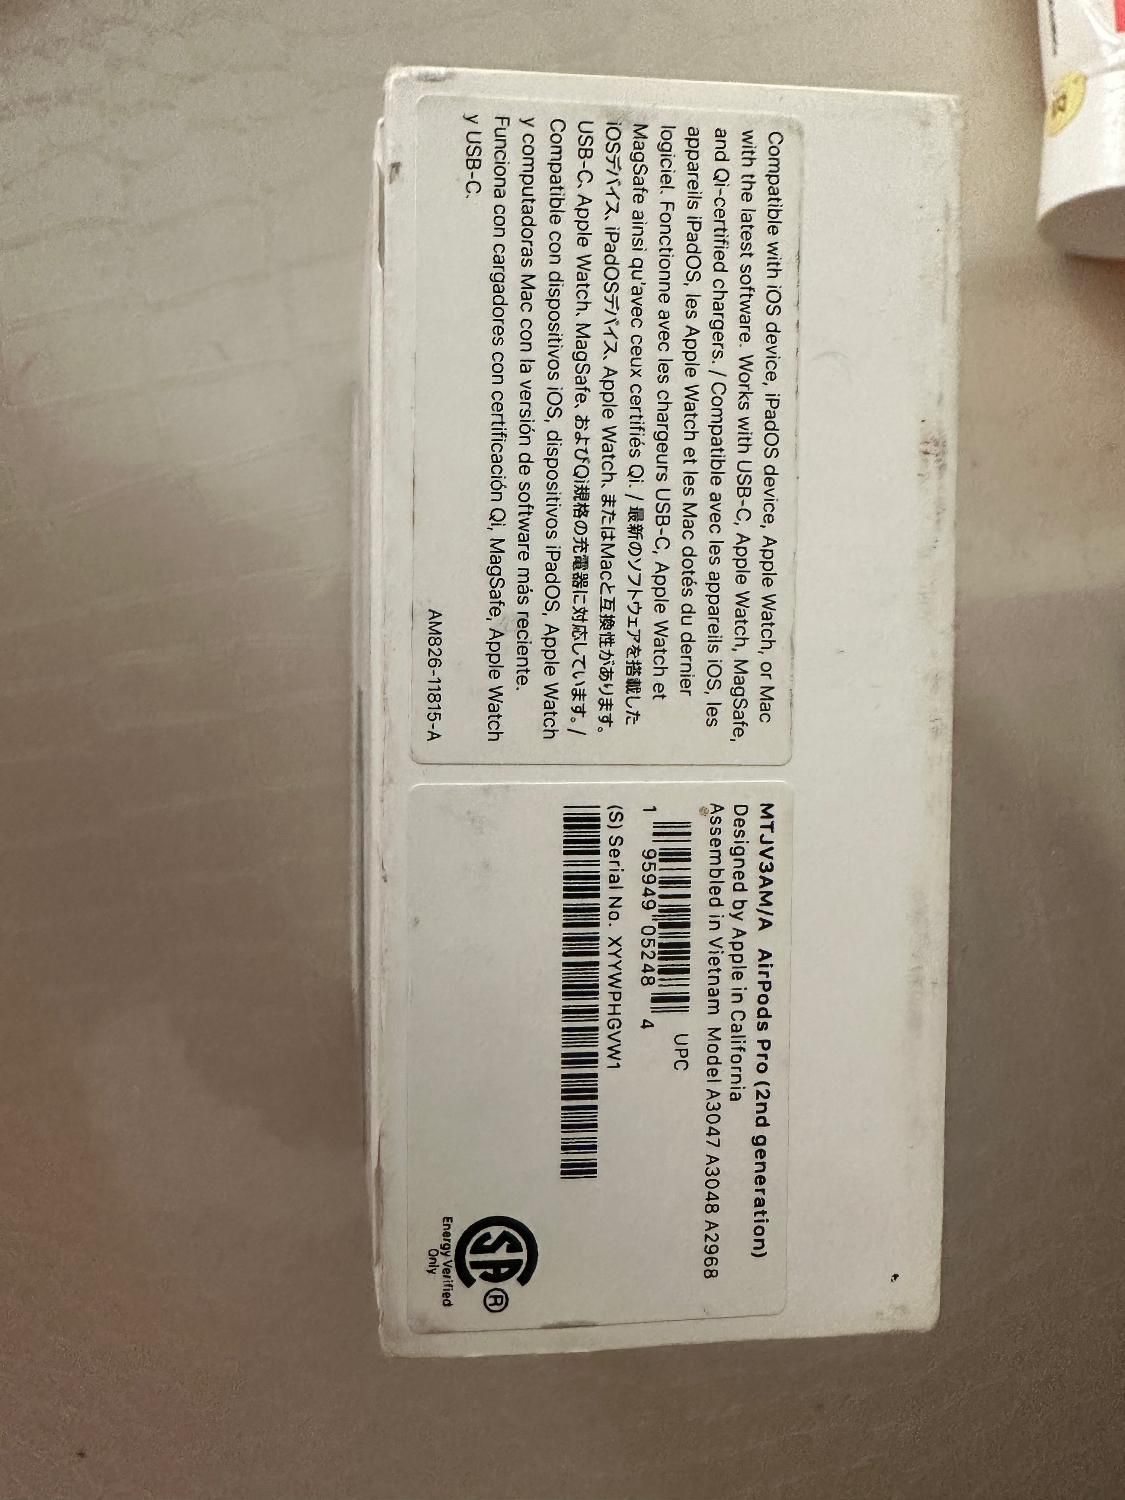 Compatible with iOS device, iPadOS device, Apple Watch, or Mac
with the latest software. Works with USB-C, Apple Watch, MagSafe,
and Qi-certified chargers. / Compatible avec les appareils iOS, les
appareils iPadOS, les Apple Watch et les Mac dotés du dernier
logiciel. Fonctionne avec les chargeurs USB-C, Apple Watch et
MagSafe ainsi qu'avec ceux certifiés Qi. / 最新のソフトウェアを搭載した
iOSデバイス、iPadOSデバイス、Apple Watch、またはMacと互換性があります。
USB-C、Apple Watch、MagSafe、およびQi規格の充電器に対応しています。/
Compatible con dispositivos iOS, dispositivos iPadOS, Apple Watch
y computadoras Mac con la versión de software más reciente.
Funciona con cargadores con certificación Qi, MagSafe, Apple Watch
y USB-C.
AM826-11815-A
MTJV3AM/A AirPods Pro (2nd generation)
Designed by Apple in California
Assembled in Vietnam Model A3047 A3048 A2968
UPC
1 95949 05248 4
(S) Serial No. XYYWPHGVW1
SA ®
Energy Verified
Only